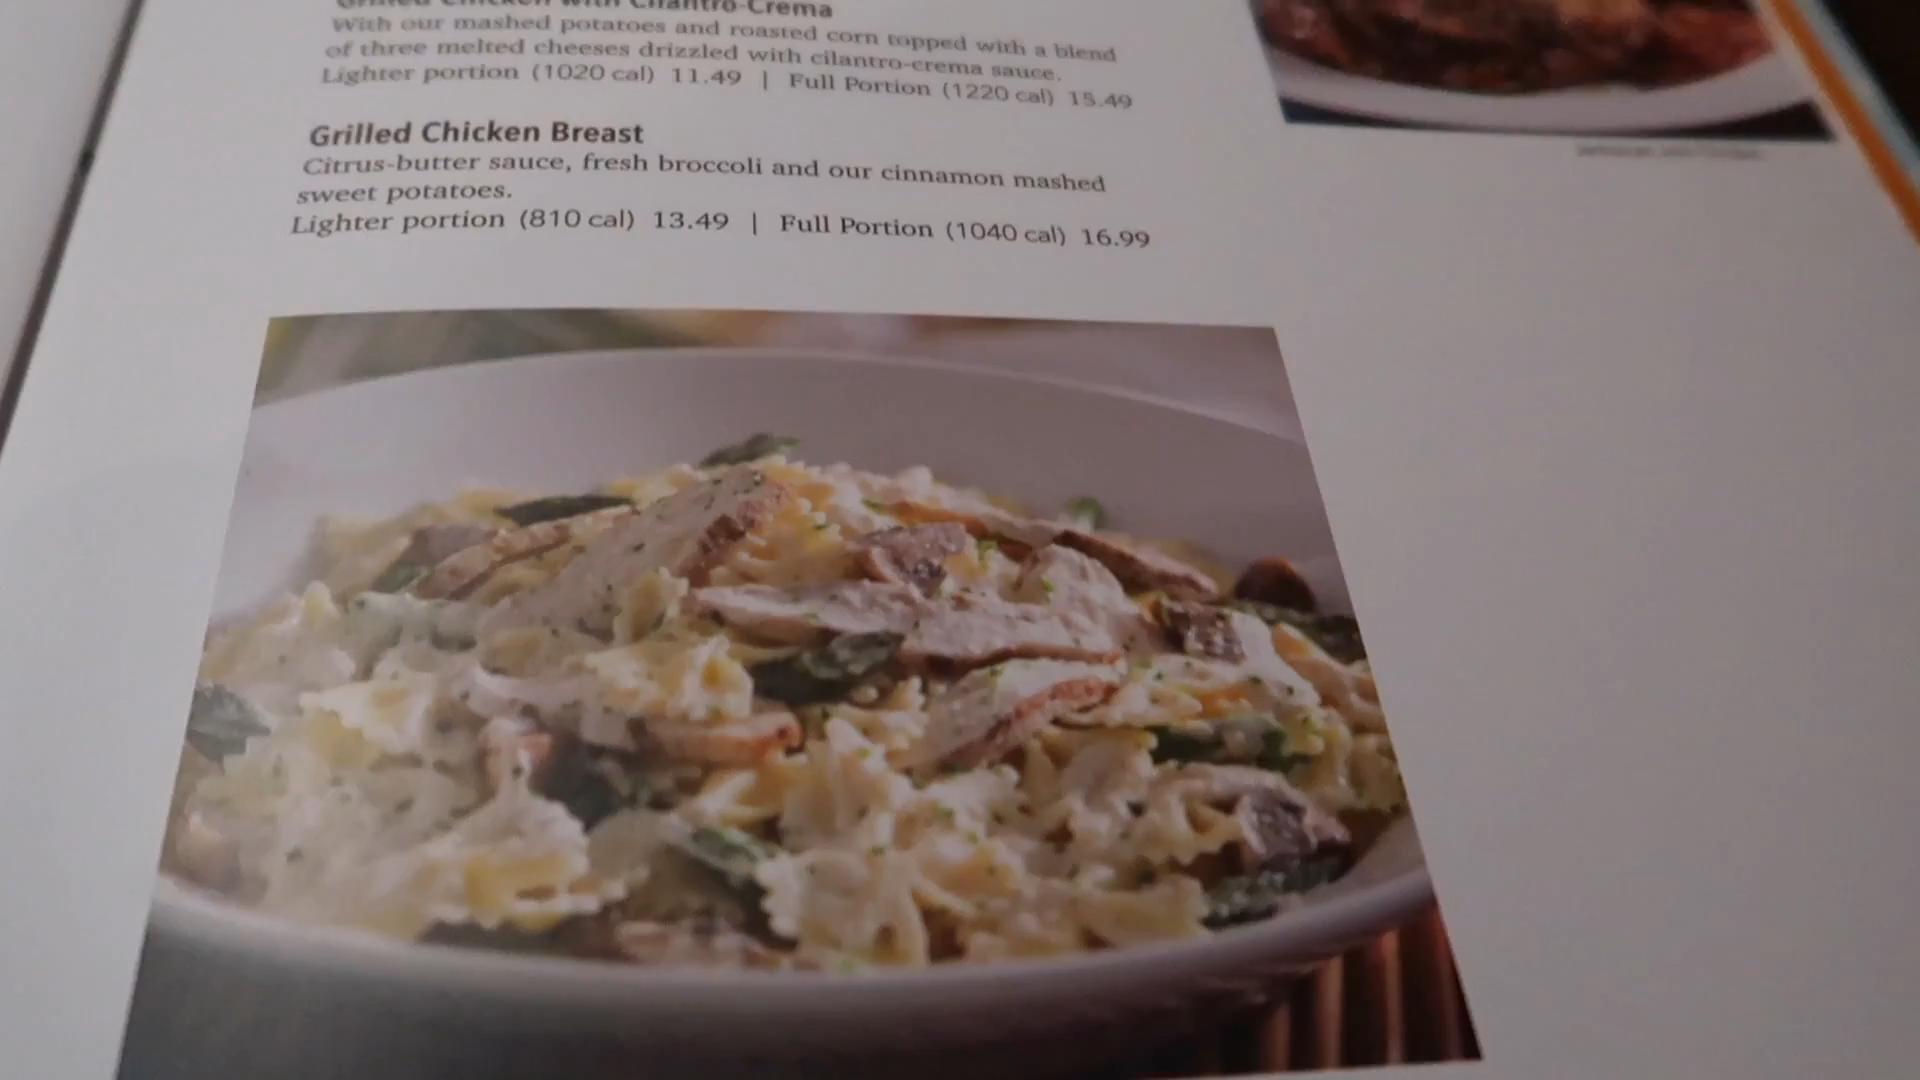 Grilled Chicken with Cilantro-Crema
With our mashed potatoes and roasted corn topped with a blend
of three melted cheeses drizzled with cilantro-crema sauce.
Lighter portion (1020 cal) 11.49 | Full Portion (1220 cal) 15.49
Grilled Chicken Breast
Citrus-butter sauce, fresh broccoli and our cinnamon mashed
sweet potatoes.
Lighter portion (810 cal) 13.49 | Full Portion (1040 cal) 16.99